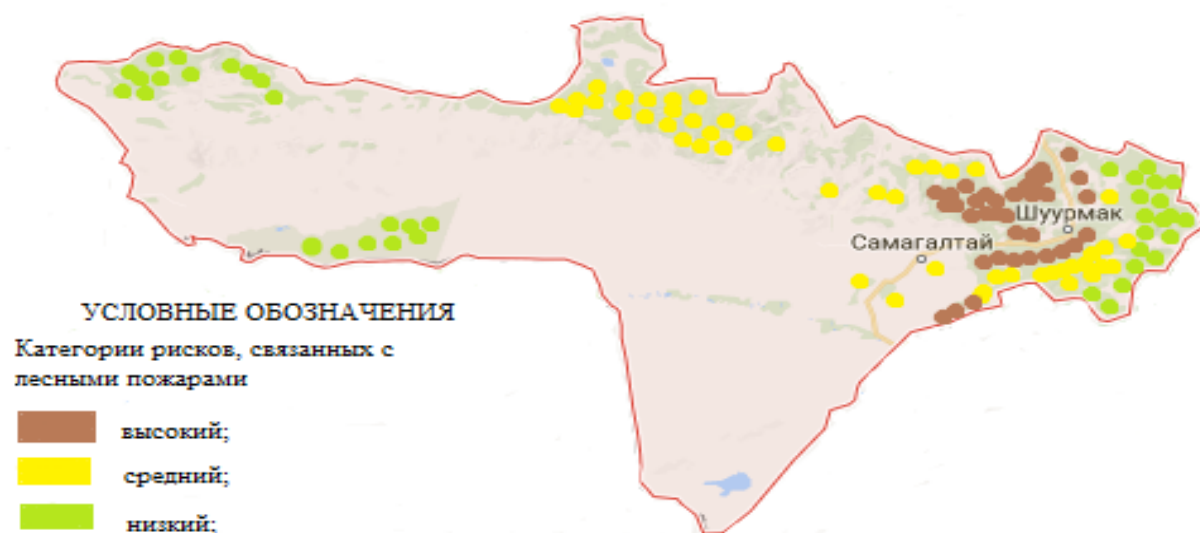 Шуурмак
Самагалтай
УСЛОВНЫЕ ОБОЗНАЧЕНИЯ
Категории рисков, связанных с
лесными пожарами
высокий;
средний;
низкий;